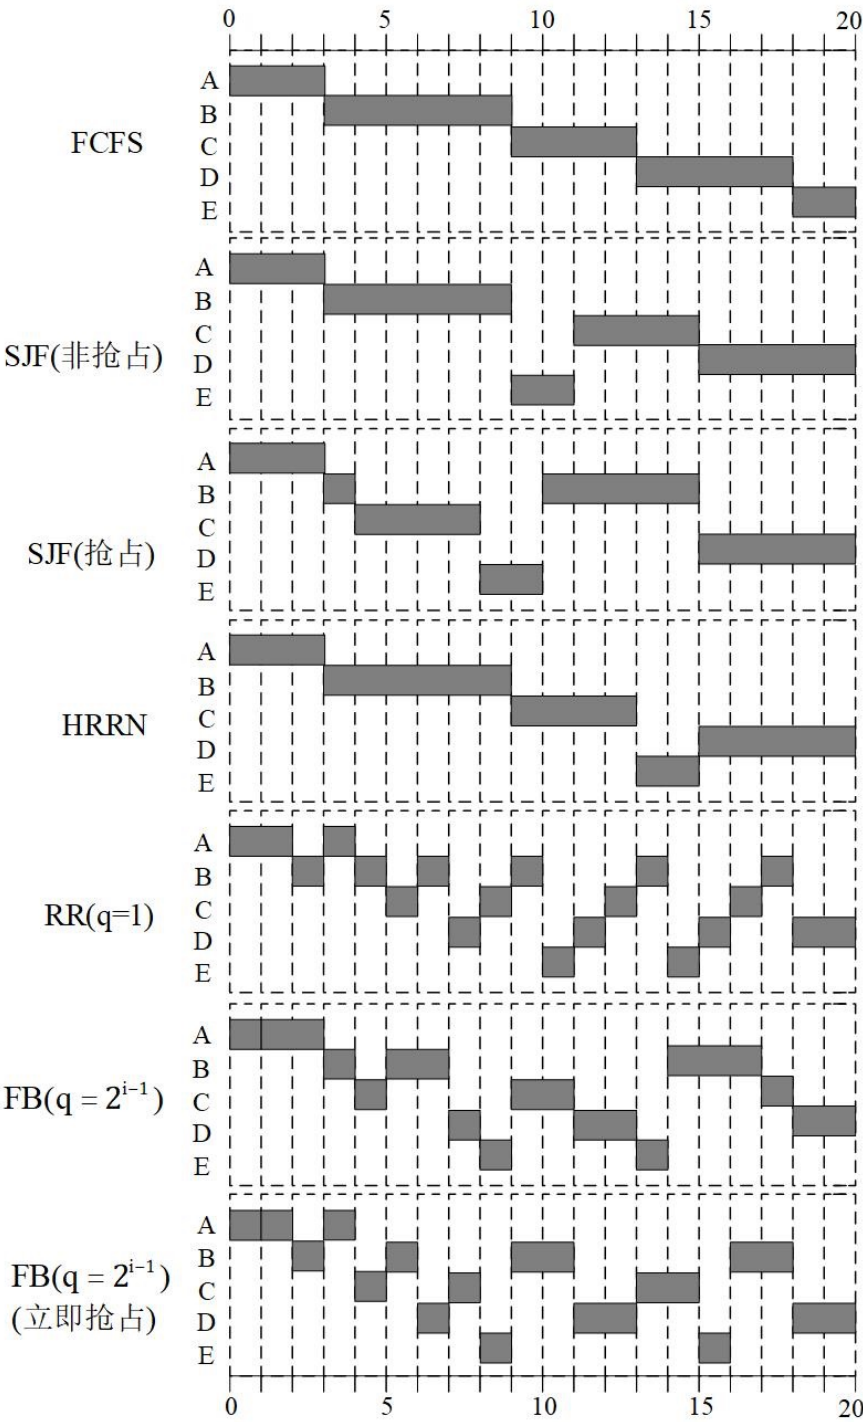 0 5 10 15 20
A
B
FCFS
C
D
E
A
B
C
SJF(非抢占)
D
E
A
B
C
SJF(抢占)
D
E
A
B
C
HRRN
D
E
A
B
C
RR(q=1)
D
E
A
B
FB(q = 2^{i−1})
C
D
E
A
B
FB(q = 2^{i−1})
C
(立即抢占)
D
E
0 5 10 15 20